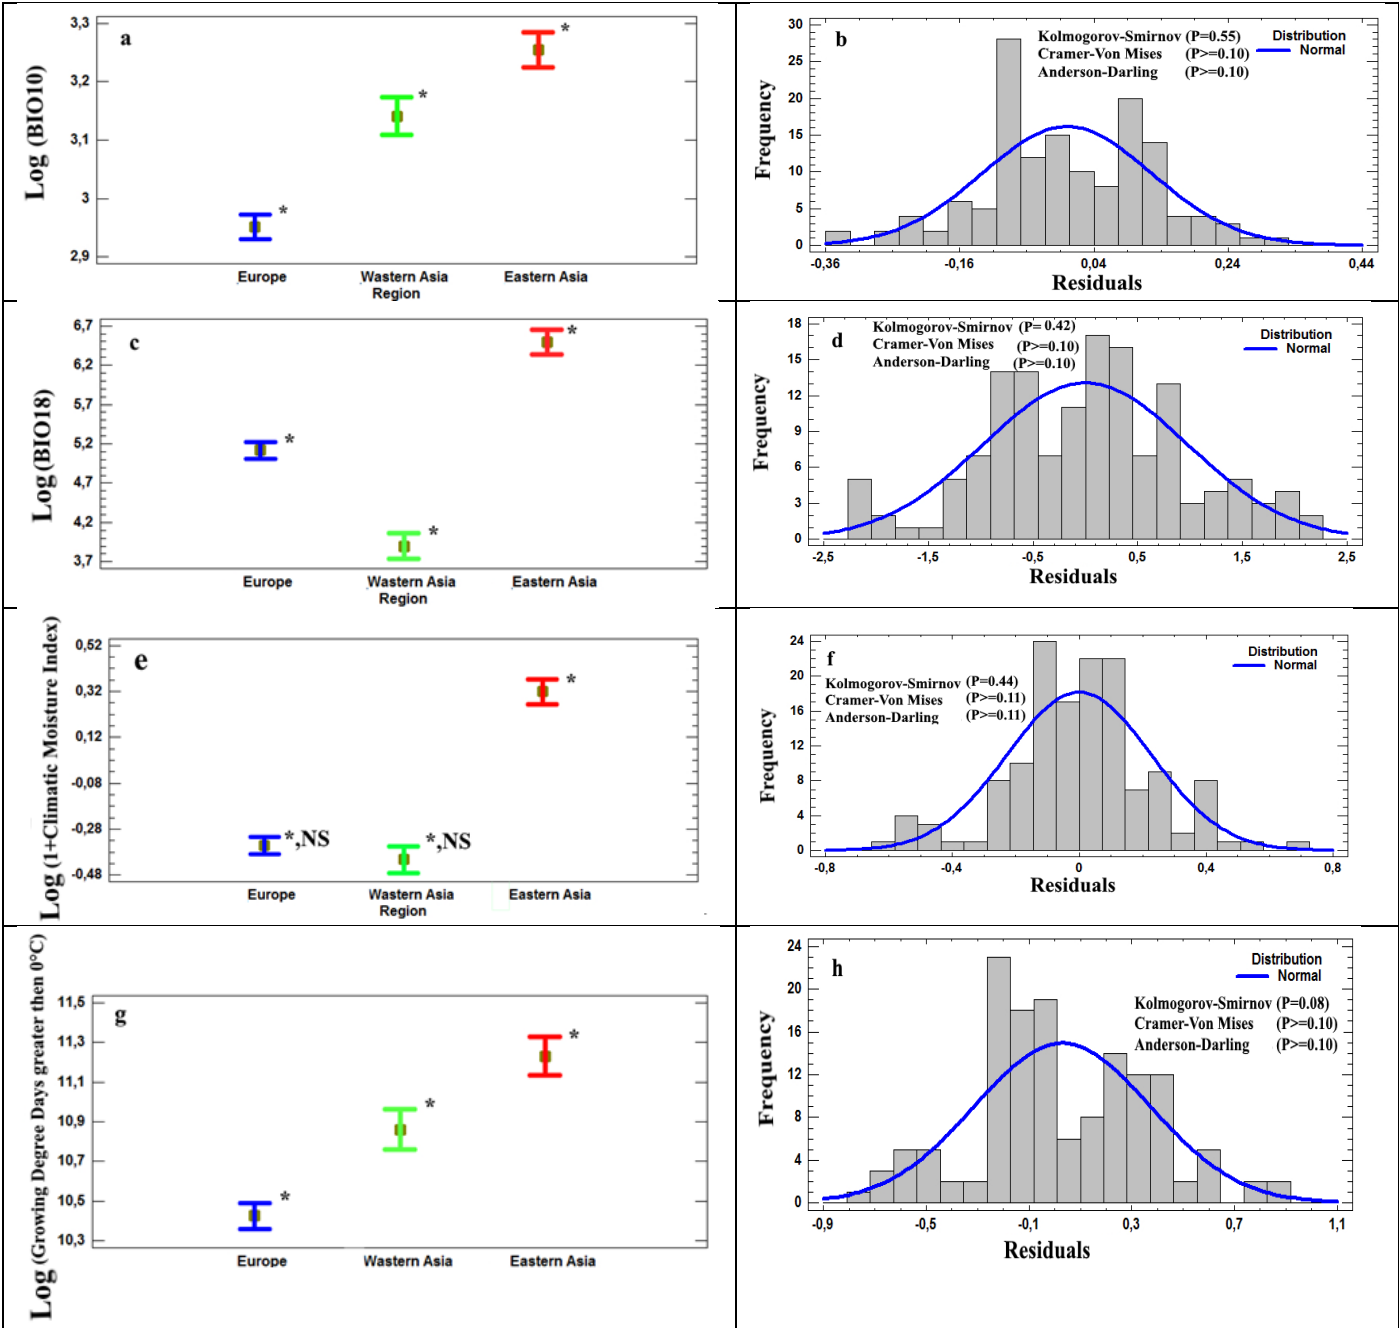 a
Log (BIO10)
3,3
3,2
3,1
3
2,9
*
*
*
Europe
Wastern Asia
Eastern Asia
Region
b
Kolmogorov-Smirnov (P=0.55)
Cramer-Von Mises (P>=0.10)
Anderson-Darling (P>=0.10)
Distribution
Normal
Frequency
30
25
20
15
10
5
0
-0,36
-0,16
0,04
0,24
0,44
Residuals
c
Log (BIO18)
6,7
6,2
5,7
5,2
4,7
4,2
3,7
*
*
*
Europe
Wastern Asia
Eastern Asia
Region
d
Kolmogorov-Smirnov (P= 0.42)
Cramer-Von Mises (P>=0.10)
Anderson-Darling (P>=0.10)
Distribution
Normal
Frequency
18
15
12
9
6
3
0
-2,5
-1,5
-0,5
0,5
1,5
2,5
Residuals
e
Log (1+Climatic Moisture Index)
0,52
0,32
0,12
-0,08
-0,28
-0,48
*,NS
*,NS
*
Europe
Wastern Asia
Eastern Asia
Region
f
Kolmogorov-Smirnov (P=0.44)
Cramer-Von Mises (P>=0.11)
Anderson-Darling (P>=0.11)
Distribution
Normal
Frequency
24
20
16
12
8
4
0
-0,8
-0,4
0
0,4
0,8
Residuals
g
Log (Growing Degree Days greater then 0°C)
11,5
11,3
11,1
10,9
10,7
10,5
10,3
*
*
*
Europe
Wastern Asia
Eastern Asia
h
Distribution
Normal
Kolmogorov-Smirnov (P=0.08)
Cramer-Von Mises (P>=0.10)
Anderson-Darling (P>=0.10)
Frequency
24
20
16
12
8
4
0
-0,9
-0,5
-0,1
0,3
0,7
1,1
Residuals